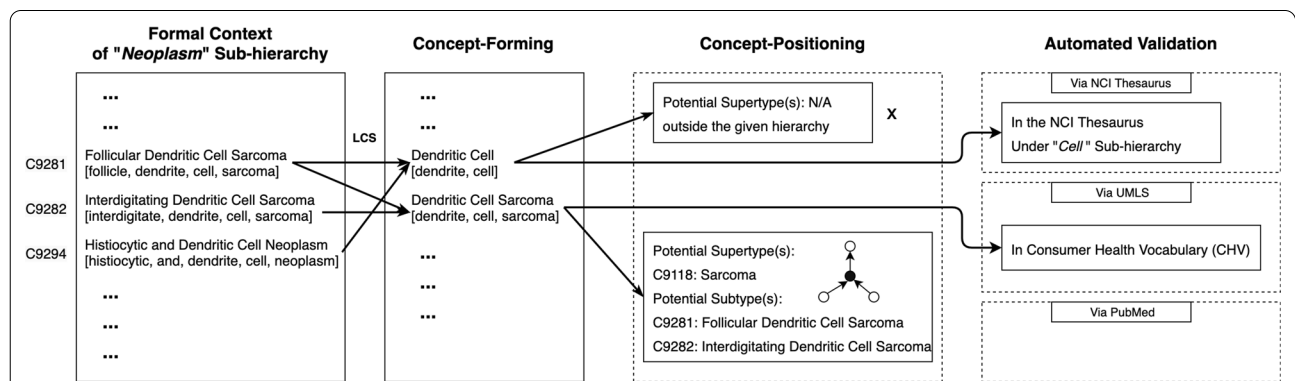 Formal Context
of "Neoplasm" Sub-hierarchy
Concept-Forming
Concept-Positioning
Automated Validation
...
...
C9281
Follicular Dendritic Cell Sarcoma
[follicle, dendrite, cell, sarcoma]
C9282
Interdigitating Dendritic Cell Sarcoma
[interdigitate, dendrite, cell, sarcoma]
C9294
Histiocytic and Dendritic Cell Neoplasm
[histiocytic, and, dendrite, cell, neoplasm]
...
...
...
LCS
...
...
Dendritic Cell
[dendrite, cell]
Dendritic Cell Sarcoma
[dendrite, cell, sarcoma]
...
...
...
Potential Supertype(s): N/A
outside the given hierarchy
X
Potential Supertype(s):
C9118: Sarcoma
Potential Subtype(s):
C9281: Follicular Dendritic Cell Sarcoma
C9282: Interdigitating Dendritic Cell Sarcoma
Via NCI Thesaurus
In the NCI Thesaurus
Under "Cell" Sub-hierarchy
Via UMLS
In Consumer Health Vocabulary (CHV)
Via PubMed